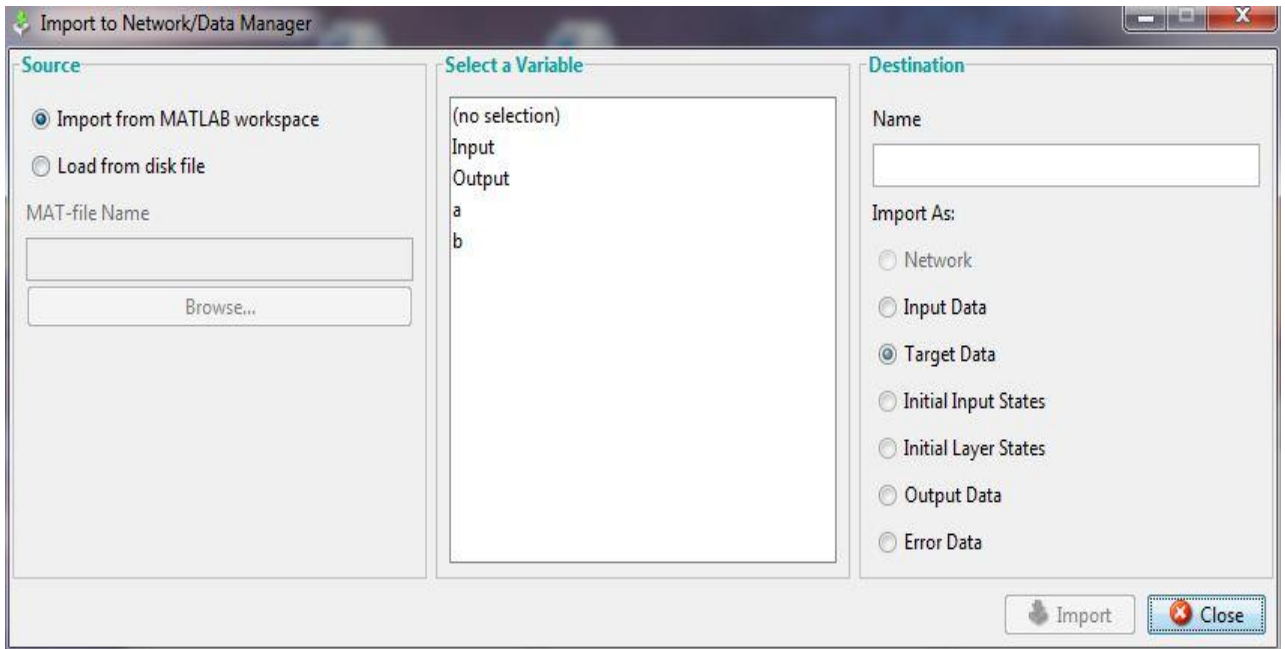 Import to Network/Data Manager
Source
Import from MATLAB workspace
Load from disk file
MAT-file Name
Browse...
Select a Variable
(no selection)
Input
Output
a
b
Destination
Name
Import As:
Network
Input Data
Target Data
Initial Input States
Initial Layer States
Output Data
Error Data
Import
Close